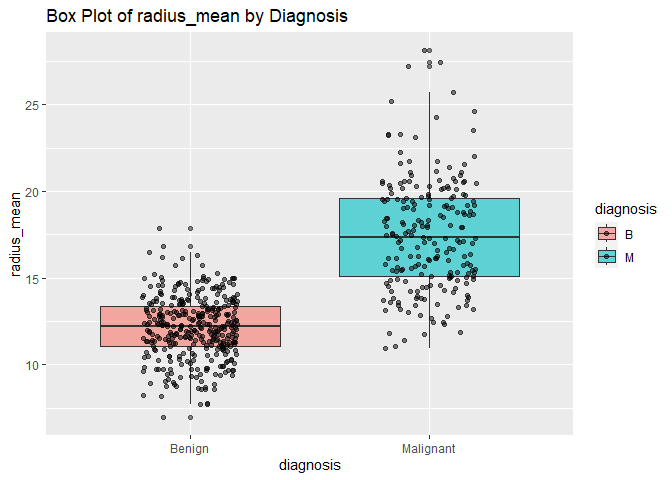 Box Plot of radius_mean by Diagnosis
radius_mean
25
20
15
10
Benign
Malignant
diagnosis
diagnosis
B
M